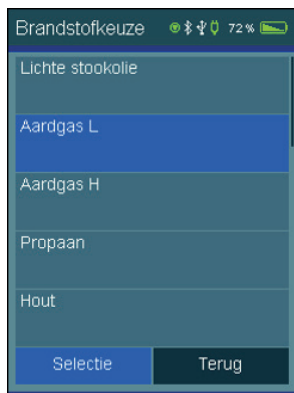 Brandstofkeuze 72 %
Lichte stookolie
Aardgas L
Aardgas H
Propaan
Hout
Selectie Terug